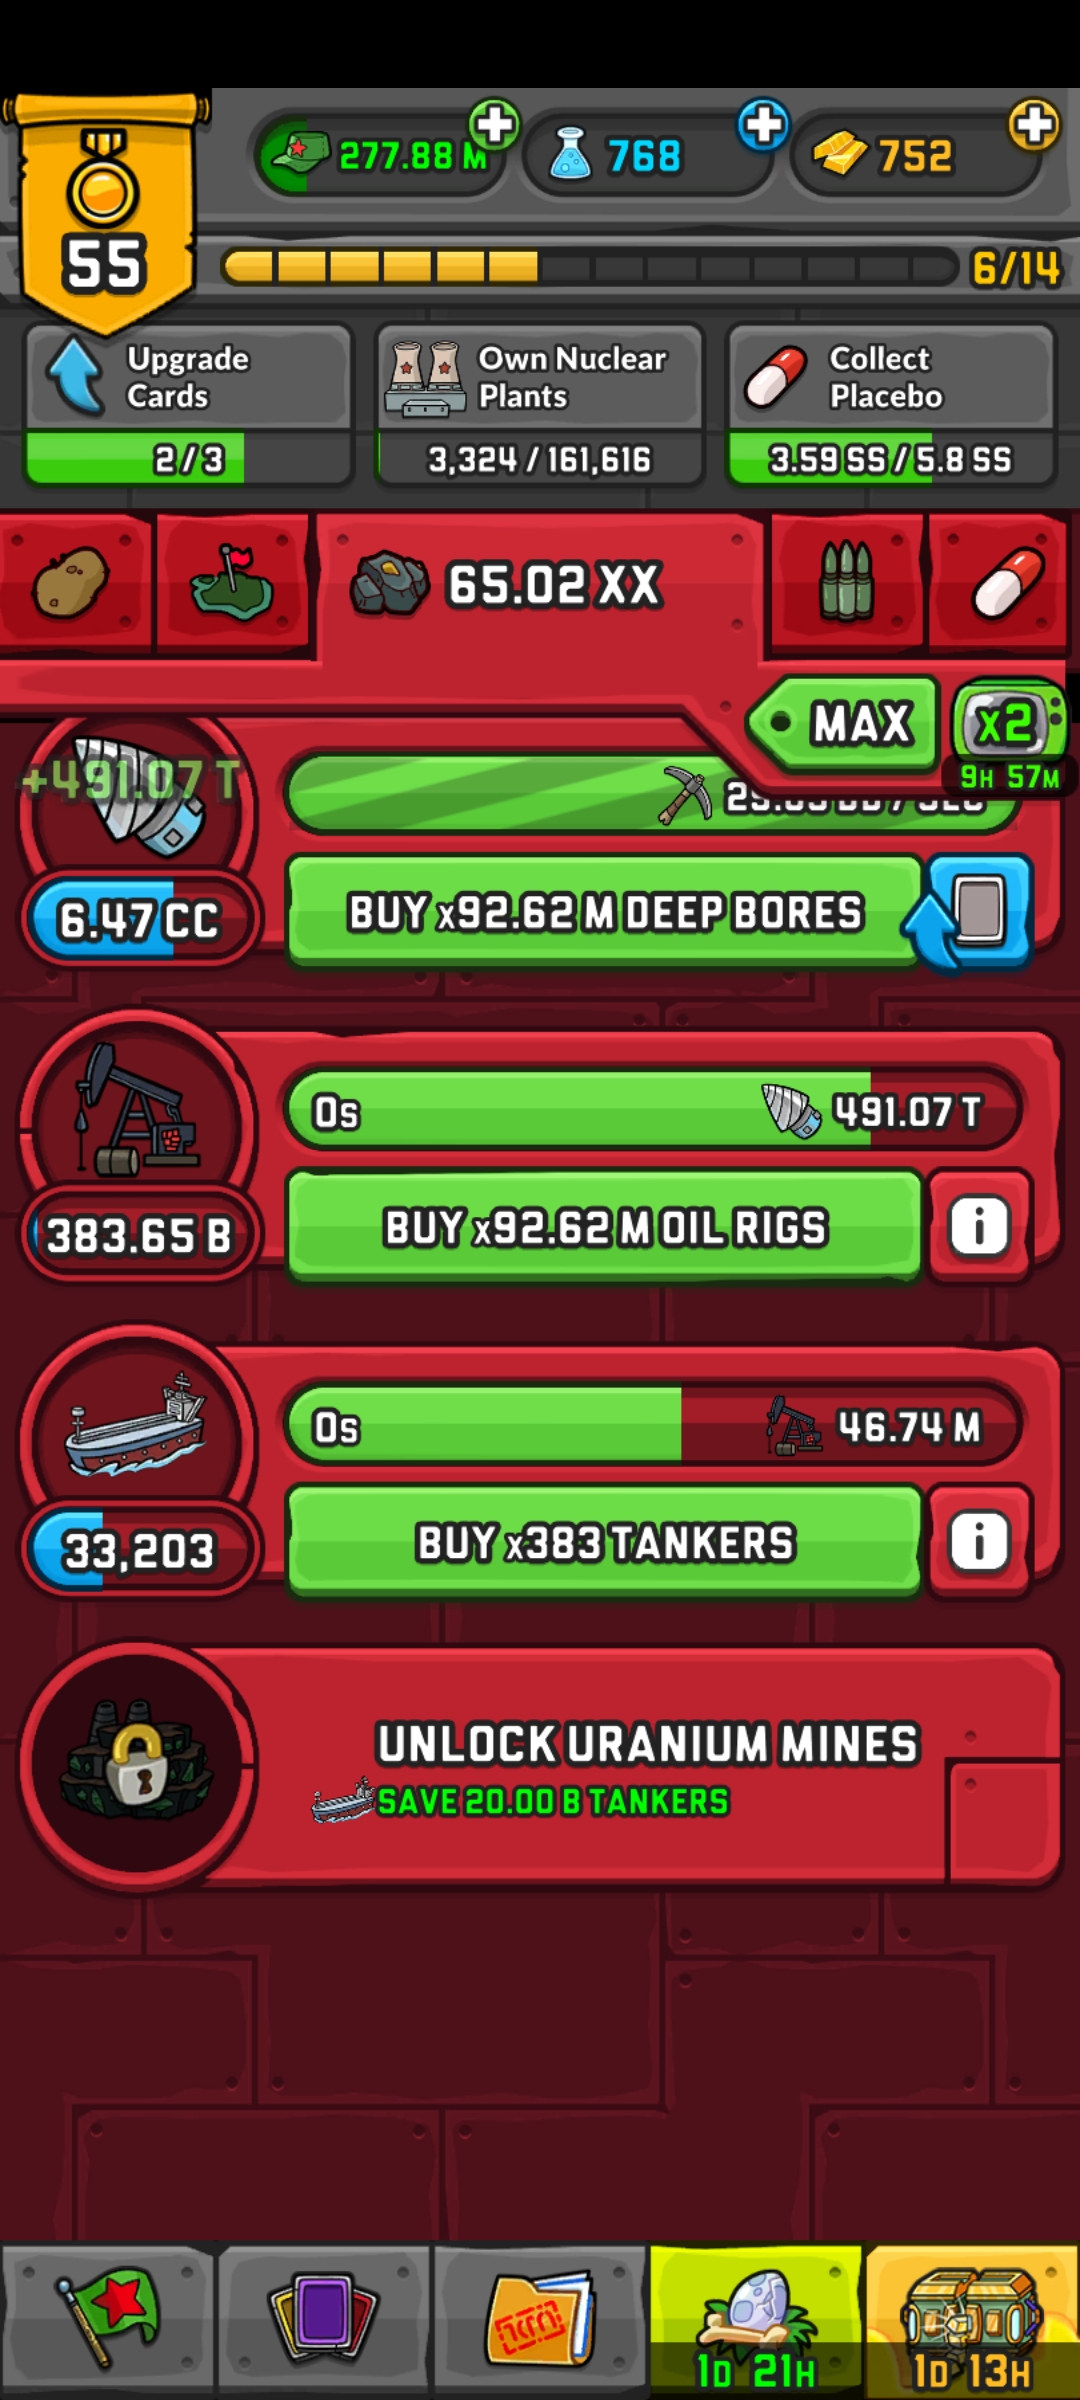 55
277.88 M
768
752
6/14
Upgrade
Cards
2/3
Own Nuclear
Plants
3,324 / 161,616
Collect
Placebo
3.59 SS / 5.8 SS
65.02 XX
MAX
x2
9H 57M
+491.07 T
6.47 CC
BUY x92.62 M DEEP BORES
0s
491.07 T
383.65 B
BUY x92.62 M OIL RIGS
i
0s
46.74 M
33,203
BUY x383 TANKERS
i
UNLOCK URANIUM MINES
SAVE 20.00 B TANKERS
1D 21H
1D 13H